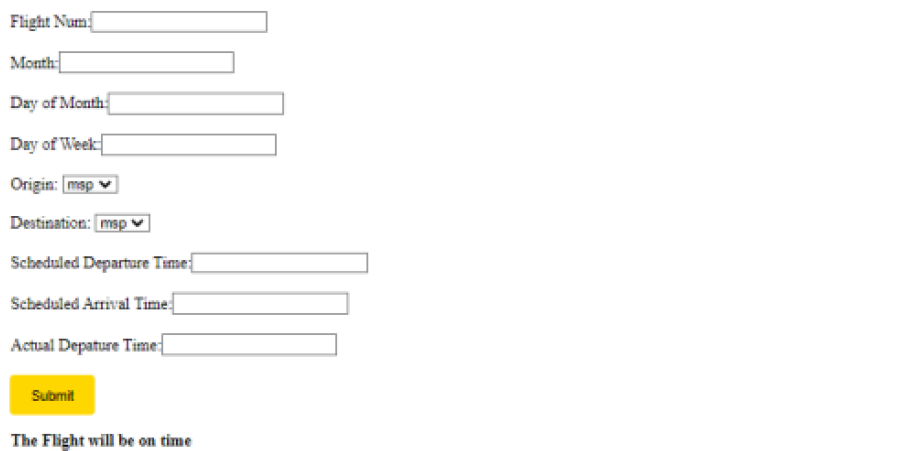 Flight Num:
Month:
Day of Month:
Day of Week:
Origin: msp
Destination: msp
Scheduled Departure Time:
Scheduled Arrival Time:
Actual Depature Time:
Submit
The Flight will be on time